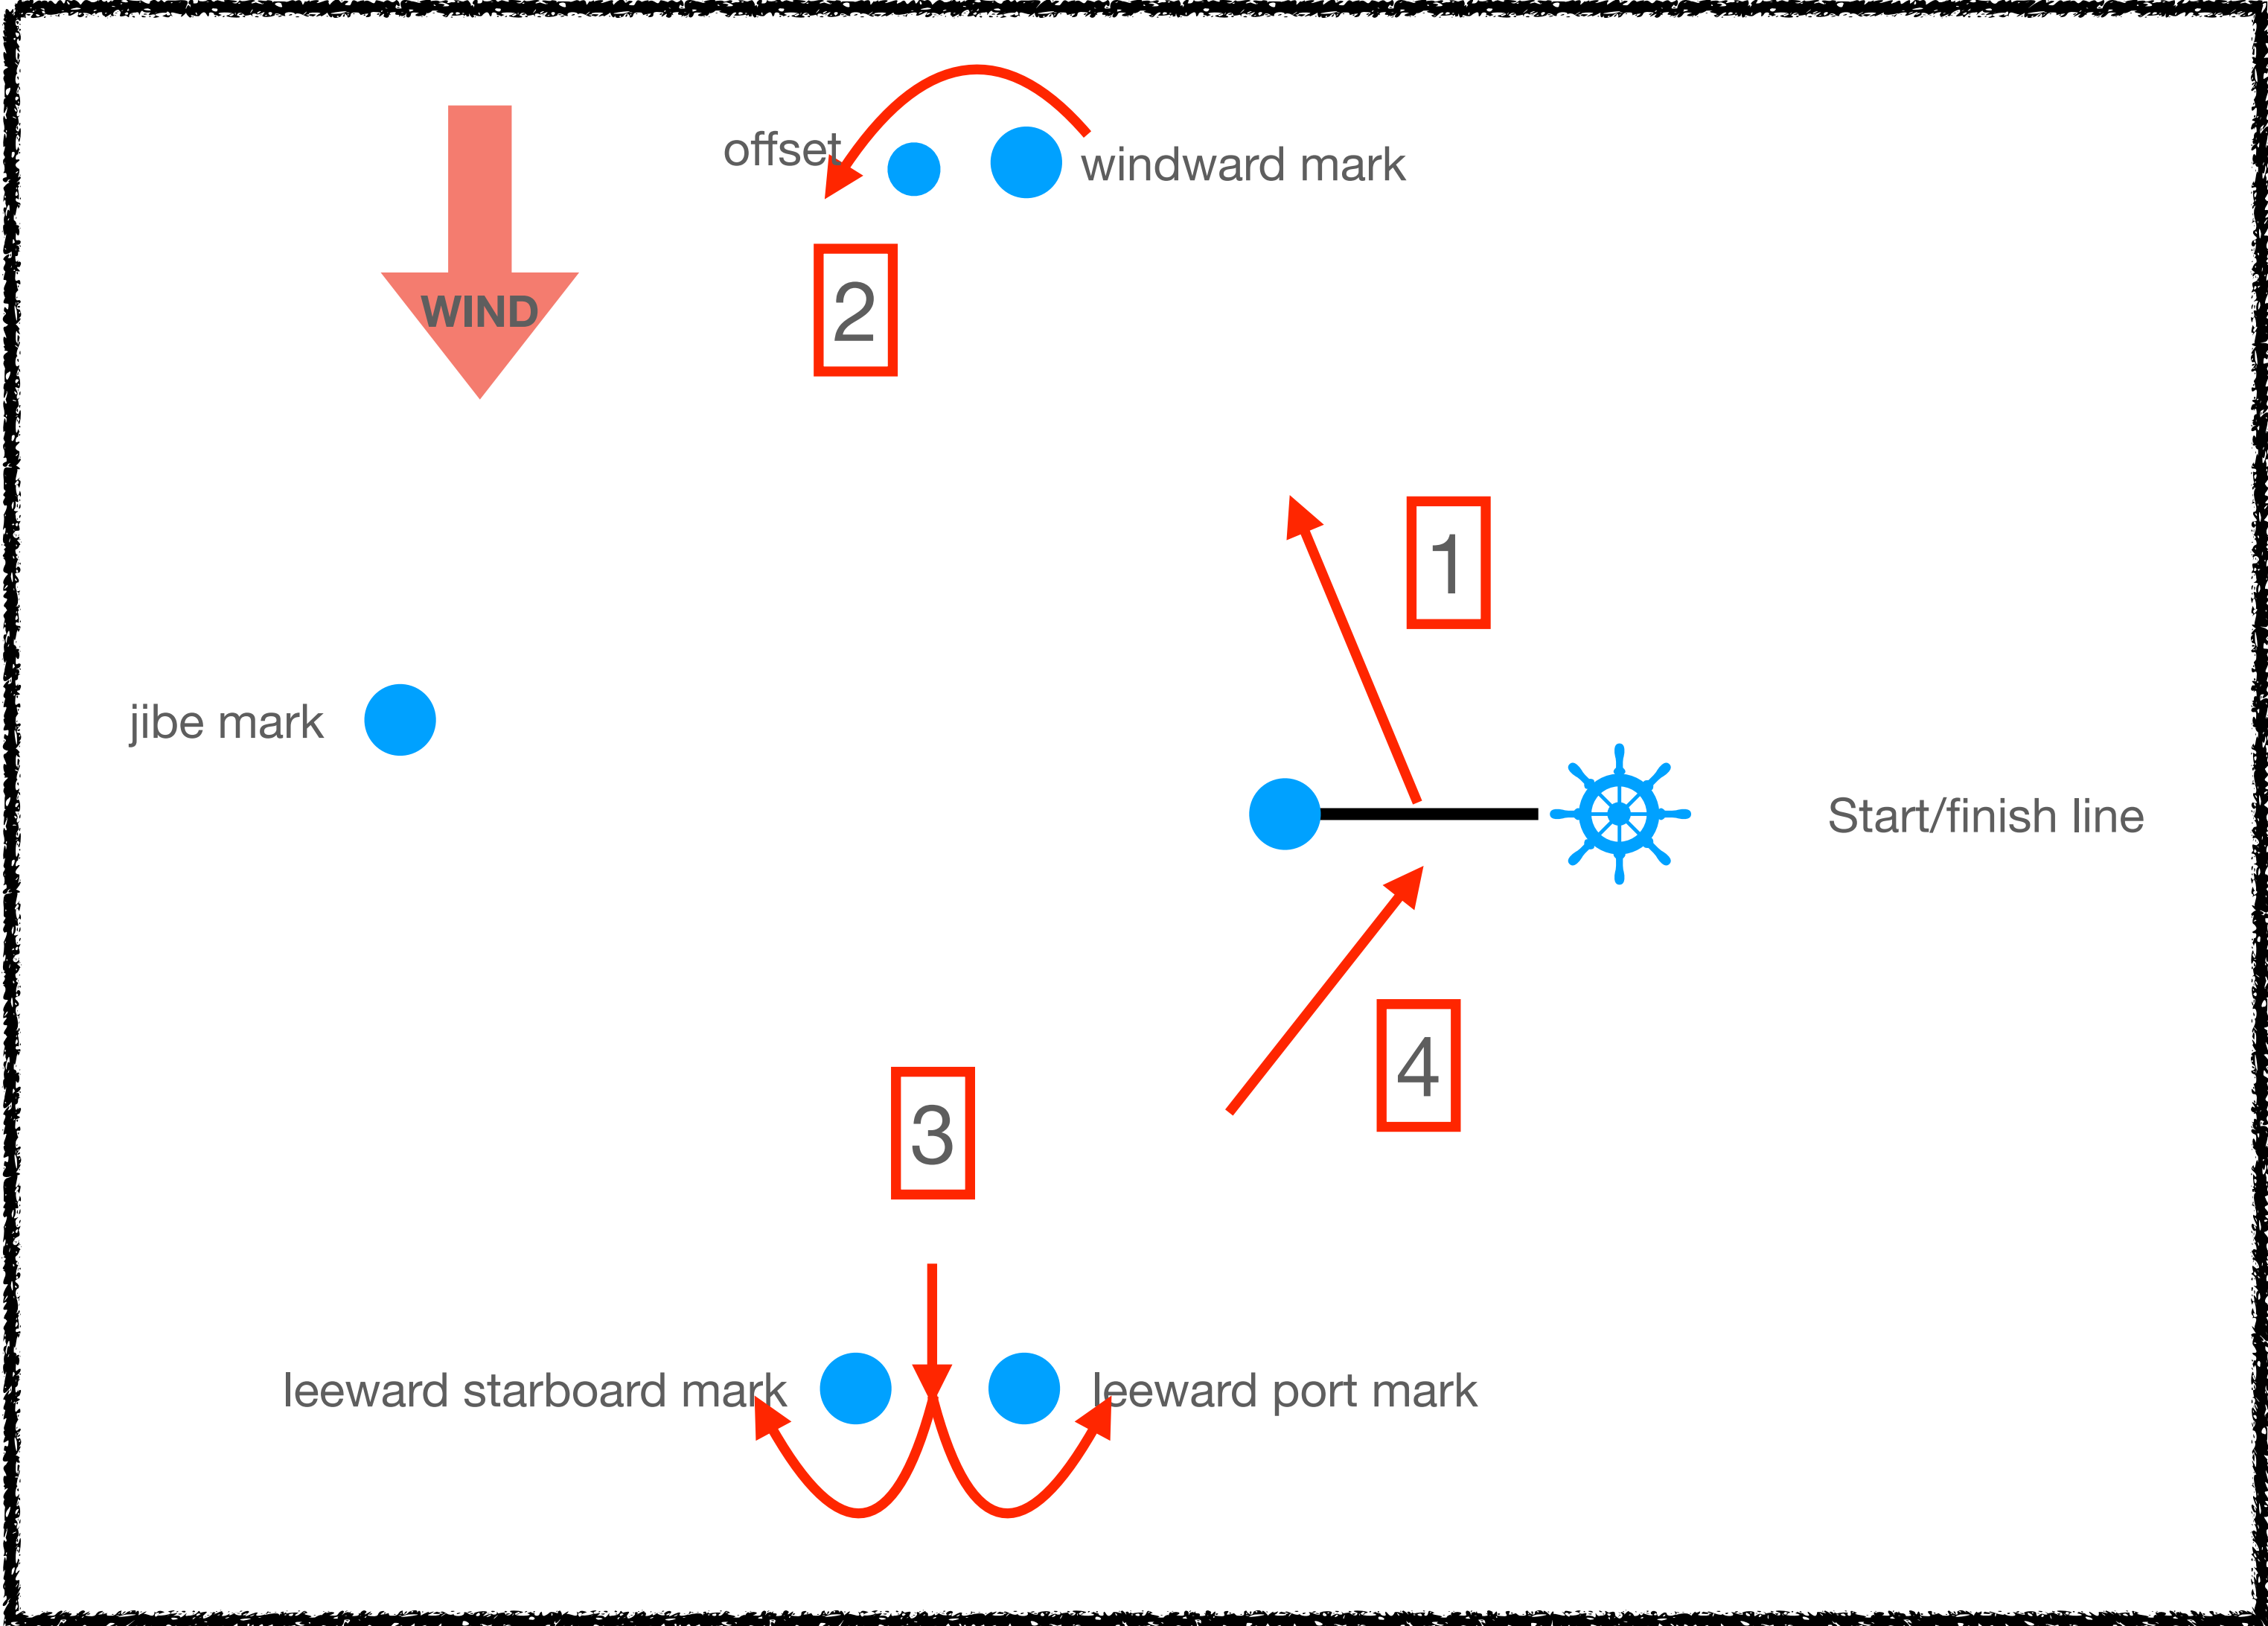 offset
windward mark
WIND
2
1
jibe mark
Start/finish line
4
3
leeward starboard mark
leeward port mark